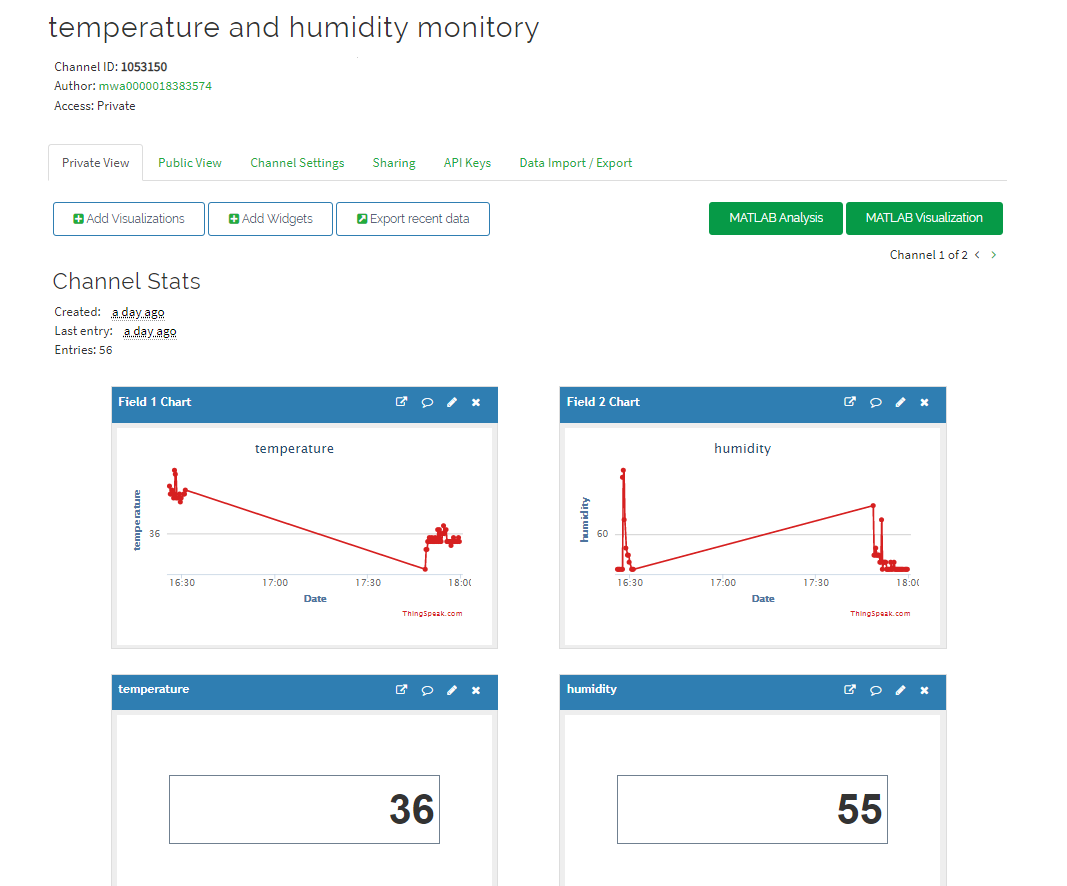 temperature and humidity monitory
Channel ID: 1053150
Author: mwa0000018383574
Access: Private
Private View Public View Channel Settings Sharing API Keys Data Import / Export
Add Visualizations Add Widgets Export recent data MATLAB Analysis MATLAB Visualization
Channel 1 of 2 < >
Channel Stats
Created: a day ago
Last entry: a day ago
Entries: 56
Field 1 Chart
temperature
temperature
36
16:30 17:00 17:30 18:00
Date
ThingSpeak.com
Field 2 Chart
humidity
humidity
60
16:30 17:00 17:30 18:00
Date
ThingSpeak.com
temperature
36
humidity
55